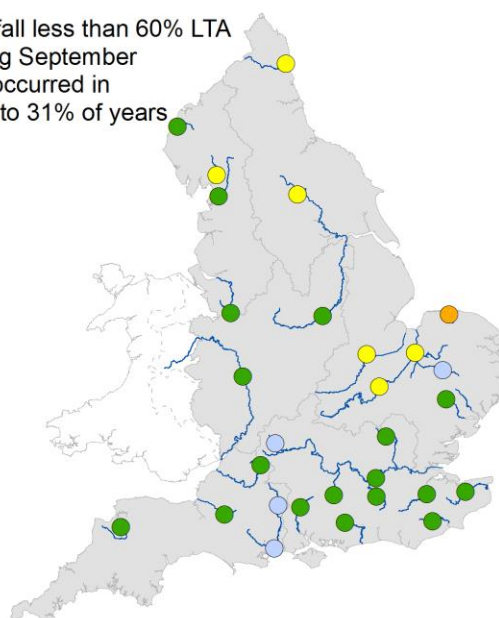 fall less than 60% LTA
g September
occurred in
to 31% of years